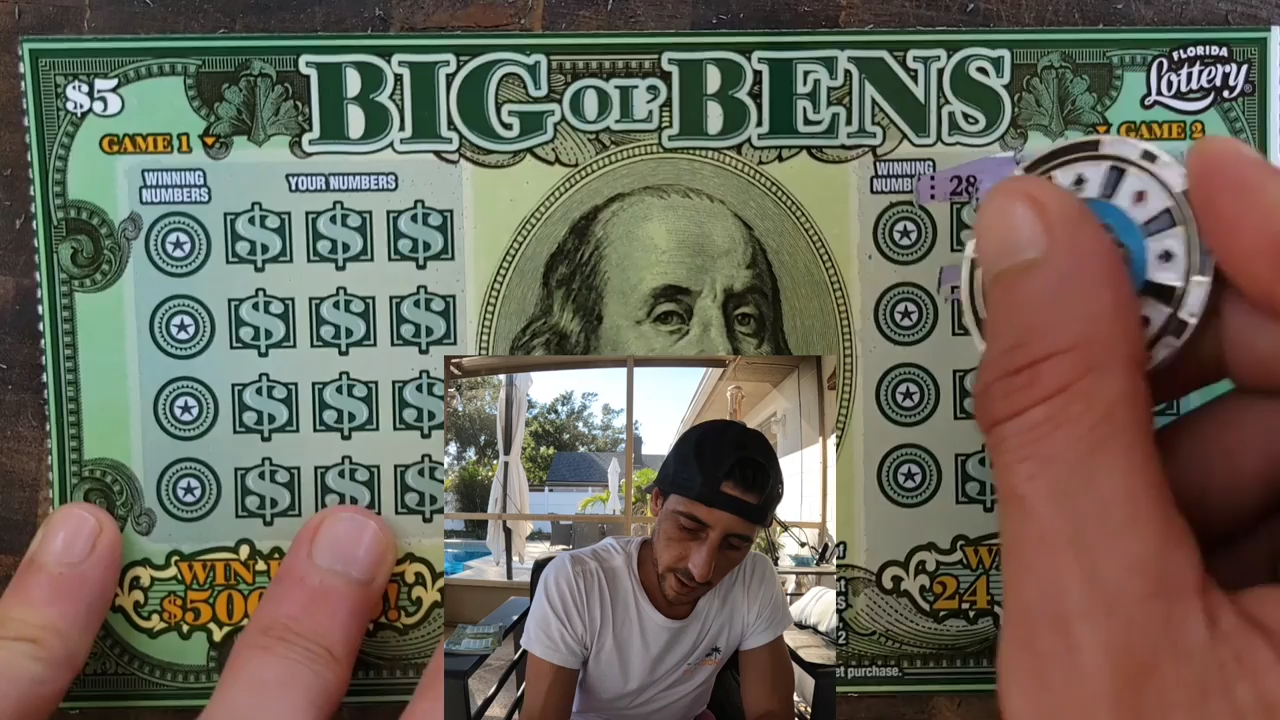 BIG OL' BENS
$5
FLORIDA
Lottery
GAME 1
GAME 2
WINNING
NUMBERS
YOUR NUMBERS
WINNING
28
WIN
$500
24
et purchase.